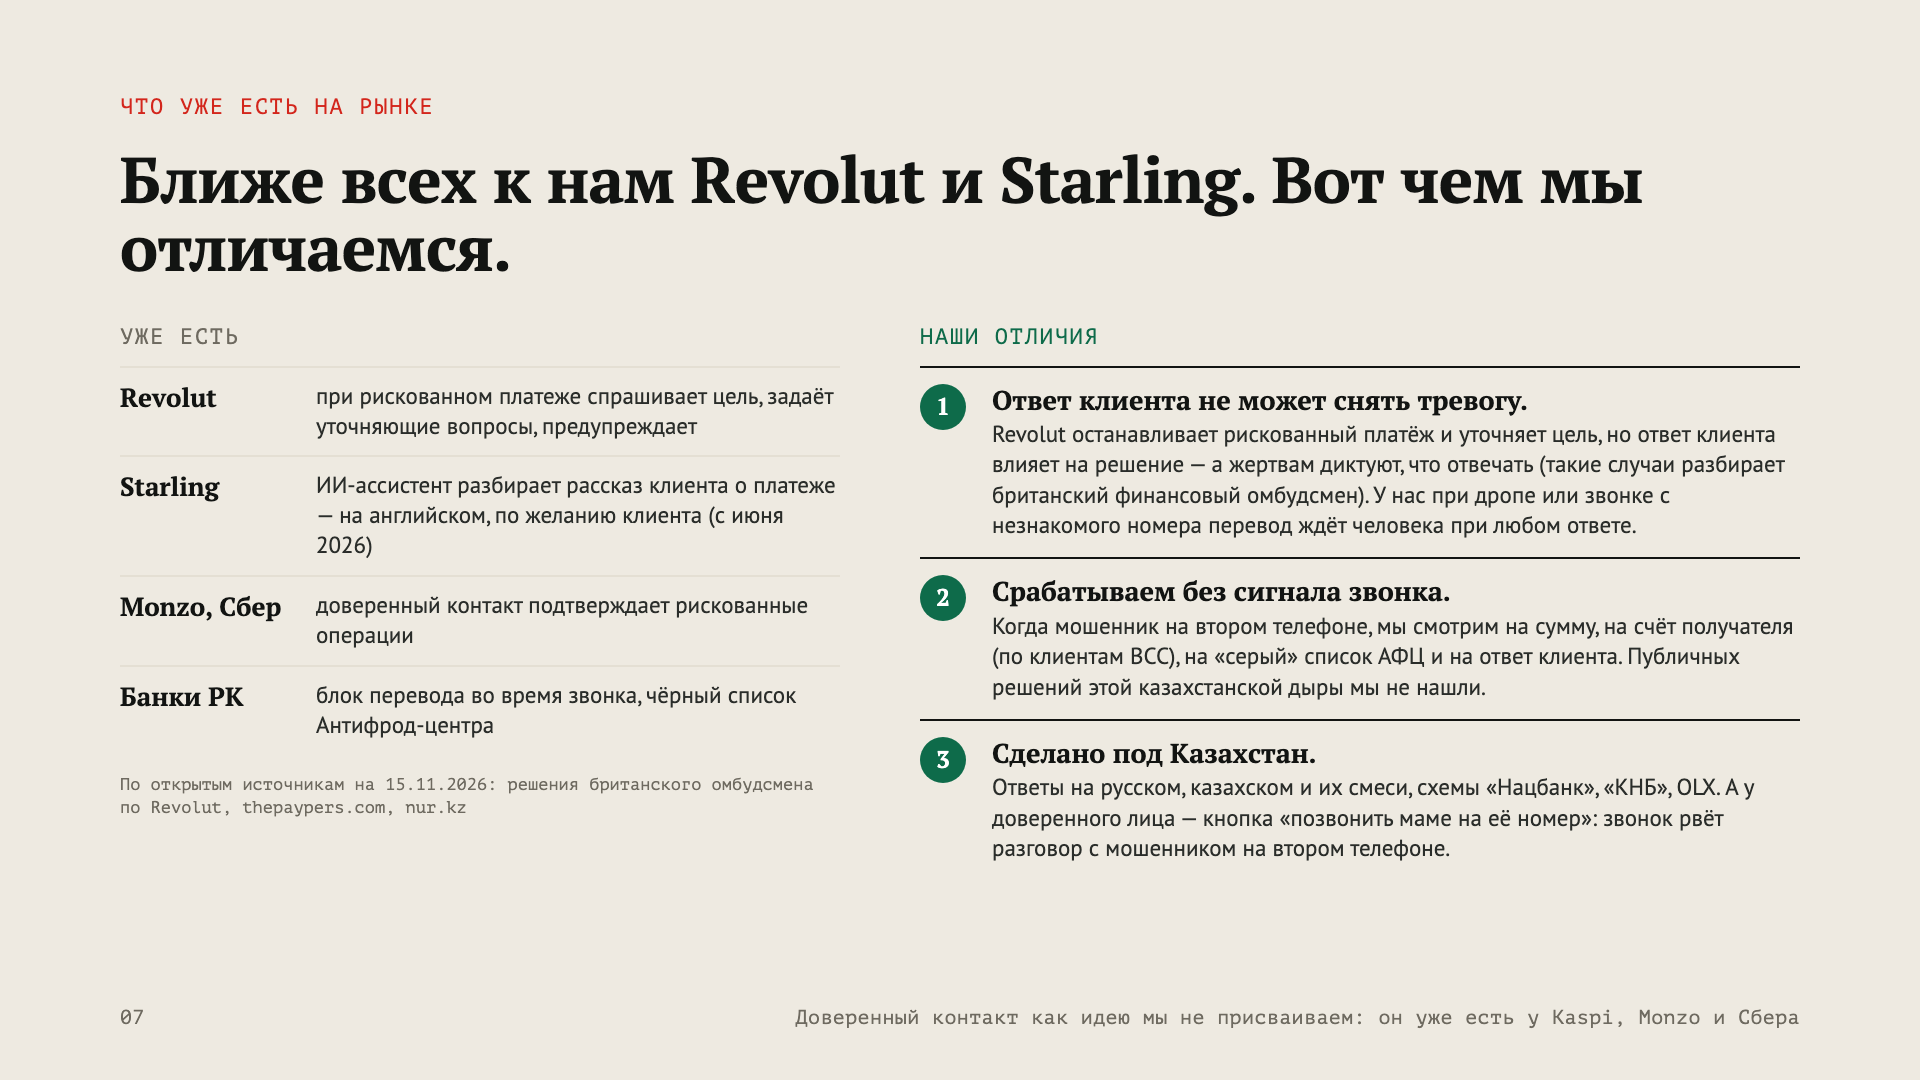 ЧТО УЖЕ ЕСТЬ НА РЫНКЕ
Ближе всех к нам Revolut и Starling. Вот чем мы
отличаемся.
УЖЕ ЕСТЬ
Revolut
при рискованном платеже спрашивает цель, задаёт
уточняющие вопросы, предупреждает
Starling
ИИ-ассистент разбирает рассказ клиента о платеже
— на английском, по желанию клиента (с июня
2026)
Monzo, Сбер
доверенный контакт подтверждает рискованные
операции
Банки РК
блок перевода во время звонка, чёрный список
Антифрод-центра
По открытым источникам на 15.11.2026: решения британского омбудсмена
по Revolut, thepaypers.com, nur.kz
НАШИ ОТЛИЧИЯ
1
Ответ клиента не может снять тревогу.
Revolut останавливает рискованный платёж и уточняет цель, но ответ клиента
влияет на решение — а жертвам диктуют, что отвечать (такие случаи разбирает
британский финансовый омбудсмен). У нас при дропе или звонке с
незнакомого номера перевод ждёт человека при любом ответе.
2
Срабатываем без сигнала звонка.
Когда мошенник на втором телефоне, мы смотрим на сумму, на счёт получателя
(по клиентам BCC), на «серый» список АФЦ и на ответ клиента. Публичных
решений этой казахстанской дыры мы не нашли.
3
Сделано под Казахстан.
Ответы на русском, казахском и их смеси, схемы «Нацбанк», «КНБ», OLX. А у
доверенного лица — кнопка «позвонить маме на её номер»: звонок рвёт
разговор с мошенником на втором телефоне.
07
Доверенный контакт как идею мы не присваиваем: он уже есть у Kaspi, Monzo и Сбера